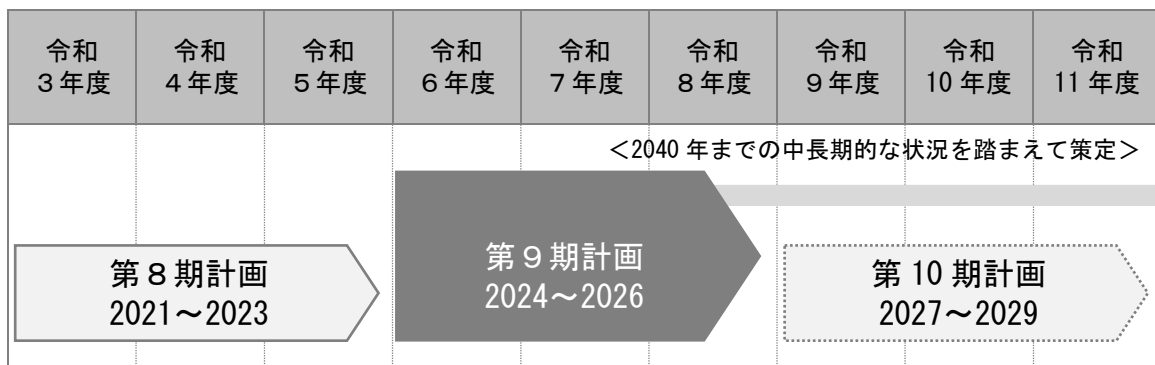 令和
３年度
令和
４年度
令和
５年度
令和
６年度
令和
７年度
令和
８年度
令和
９年度
令和
10年度
令和
11年度
＜2040年までの中長期的な状況を踏まえて策定＞
第８期計画
2021～2023
第９期計画
2024～2026
第10期計画
2027～2029